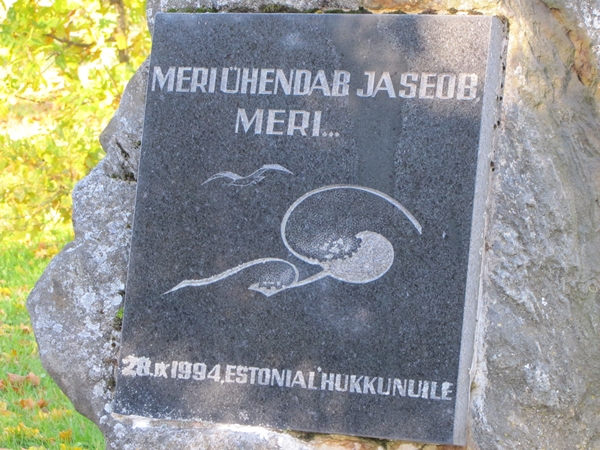 MERI ÜHENDAB JA SEOB,
MERI...
28.IX 1994, ESTONIAL HUKKUNUILE